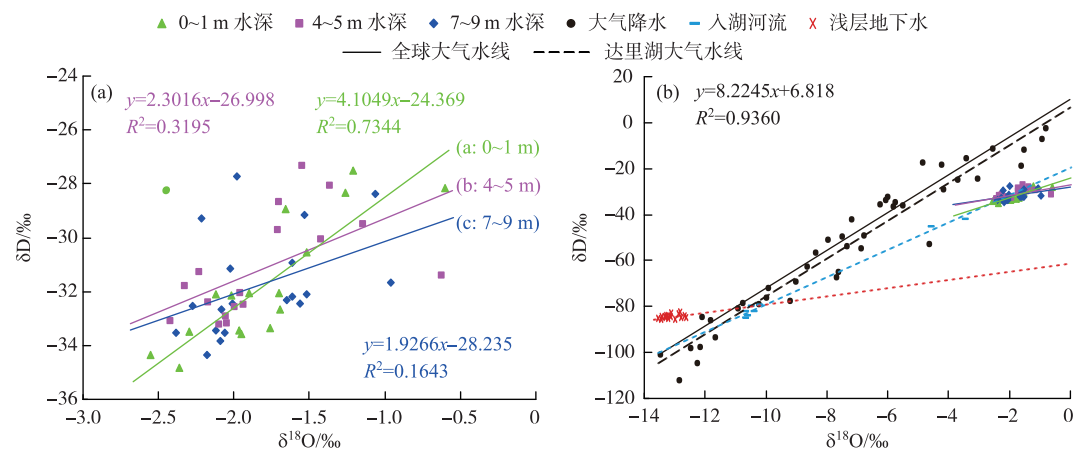 0~1 m 水深 4~5 m 水深 7~9 m 水深 大气降水 入湖河流 浅层地下水
全球大气水线 达里湖大气水线
(a)
y=2.3016x−26.998
R²=0.3195
y=4.1049x−24.369
R²=0.7344
(a: 0~1 m)
(b: 4~5 m)
(c: 7~9 m)
y=1.9266x−28.235
R²=0.1643
δD/‰
−24
−26
−28
−30
−32
−34
−36
−3.0 −2.5 −2.0 −1.5 −1.0 −0.5 0
δ¹⁸O/‰
(b)
y=8.2245x+6.818
R²=0.9360
δD/‰
20
0
−20
−40
−60
−80
−100
−120
−14 −12 −10 −8 −6 −4 −2 0
δ¹⁸O/‰